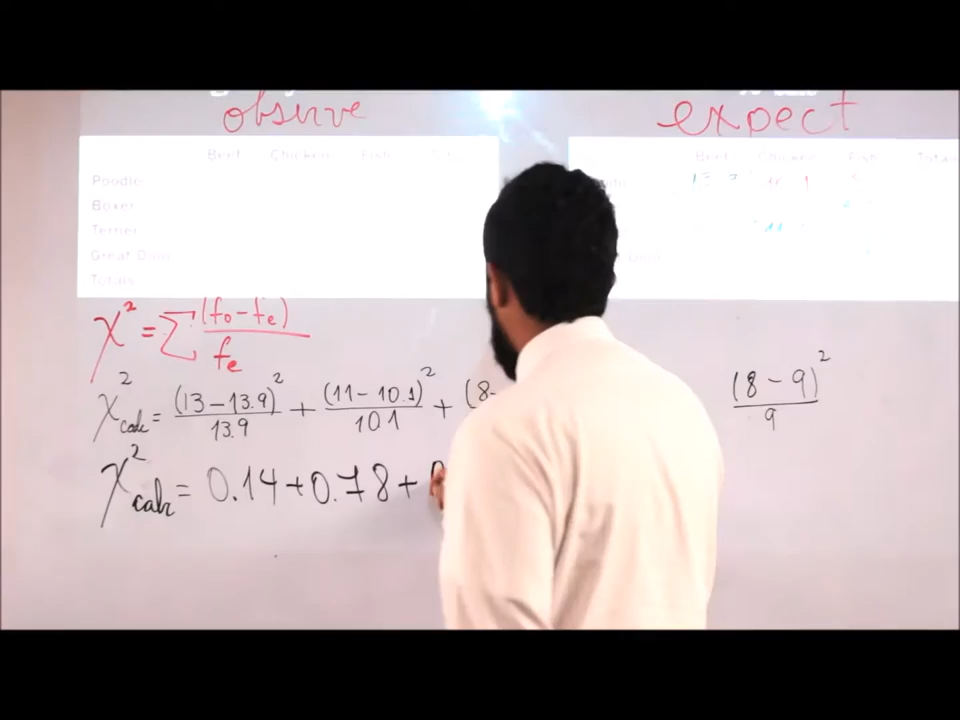 observe
expect
Beef Chicken Fish
Beef Chicken Fish Totals
Poodle
Boxer
Terrier
Great Dane
Totals
χ² = Σ (fo - fe) / fe
χ²calc = (13 - 13.9)² / 13.9 + (11 - 10.1)² / 10.1 + (8- (8 - 9)² / 9
χ²calc = 0.14 + 0.78 +